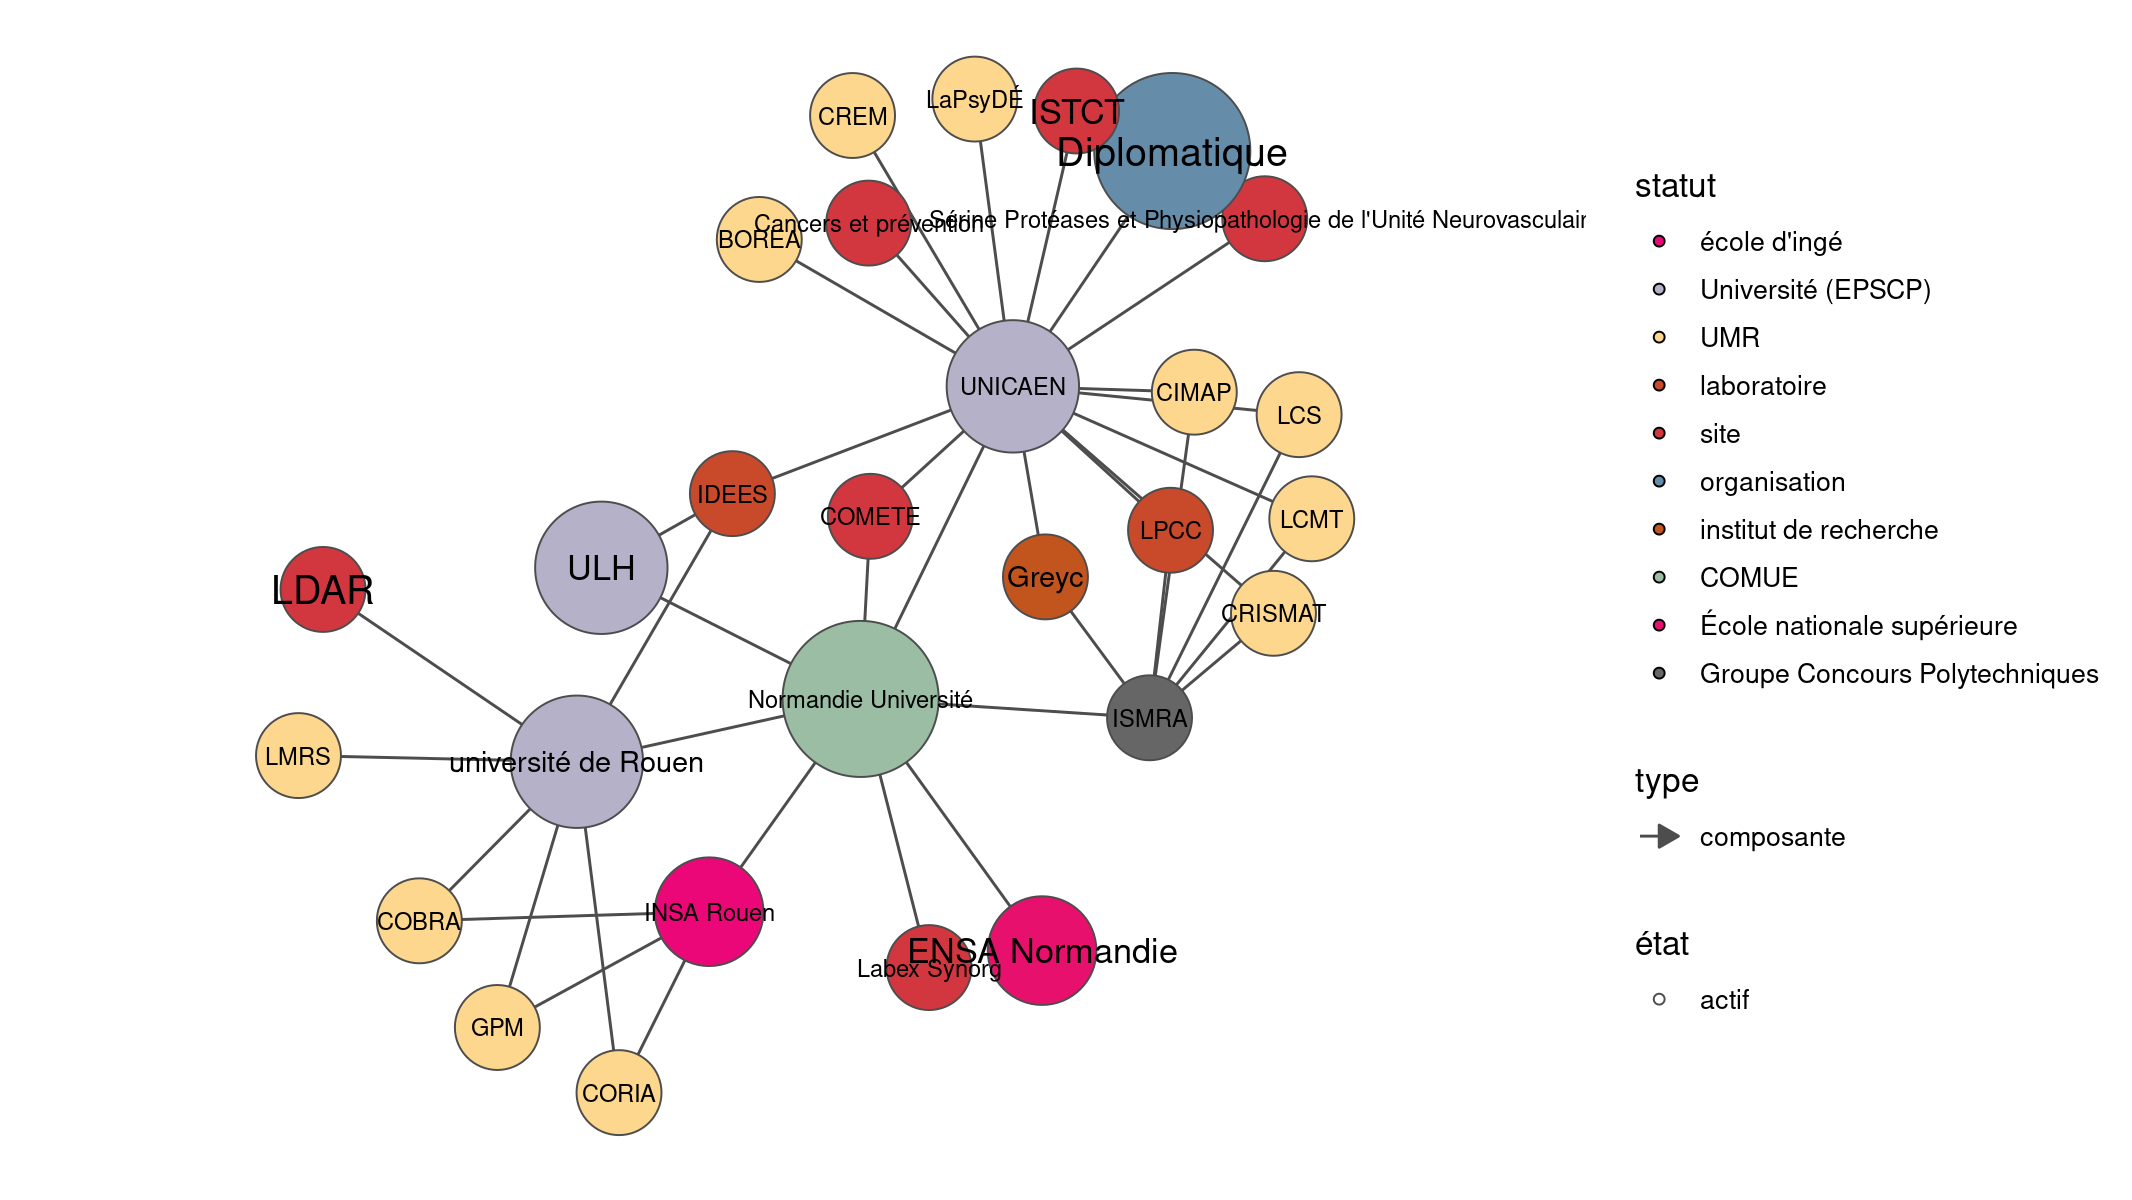 LaPsyDÉ
CREM
ISTCT
Diplomatique
Cancers et prévention
Sérine Protéases et Physiopathologie de l'Unité Neurovasculair
BOREA
UNICAEN
CIMAP
LCS
IDEES
COMETE
LPCC
LCMT
ULH
Greyc
LDAR
CRISMAT
Normandie Université
ISMRA
LMRS
université de Rouen
INSA Rouen
COBRA
ENSA Normandie
Labex Synorg
GPM
CORIA
statut
école d'ingé
Université (EPSCP)
UMR
laboratoire
site
organisation
institut de recherche
COMUE
École nationale supérieure
Groupe Concours Polytechniques
type
composante
état
actif